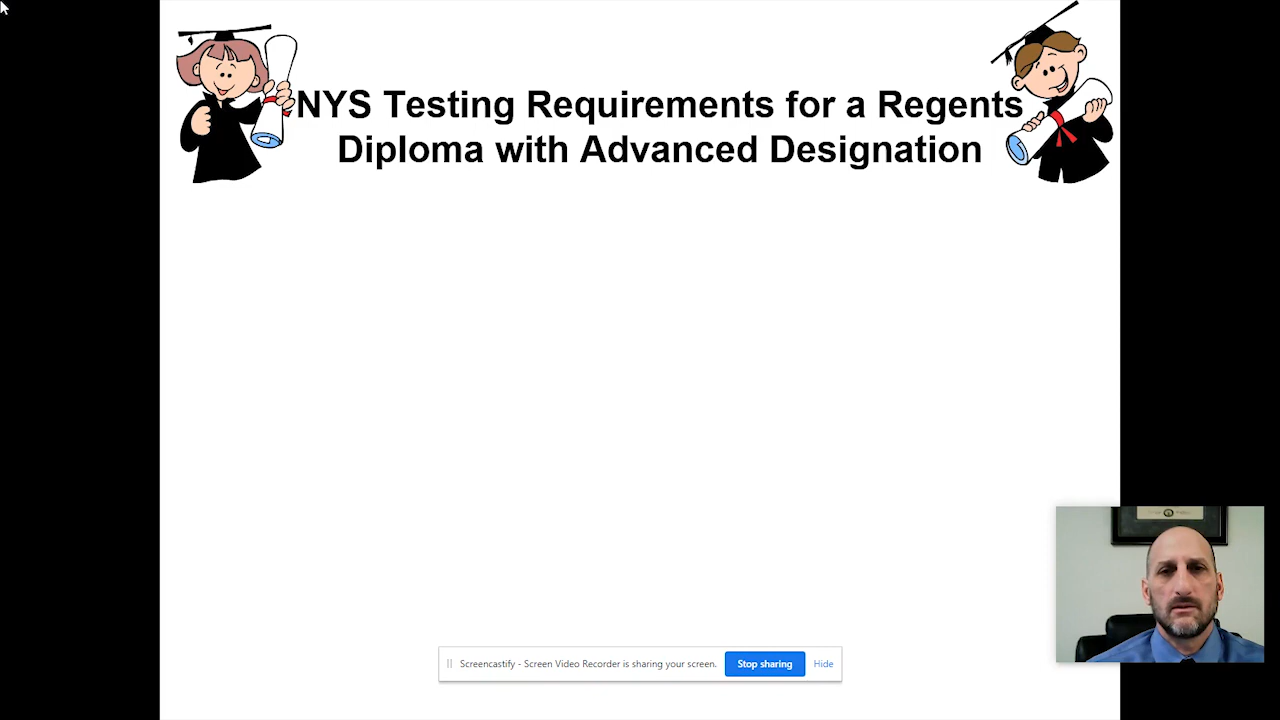 NYS Testing Requirements for a Regents
Diploma with Advanced Designation
Screencastify - Screen Video Recorder is sharing your screen.
Stop sharing
Hide